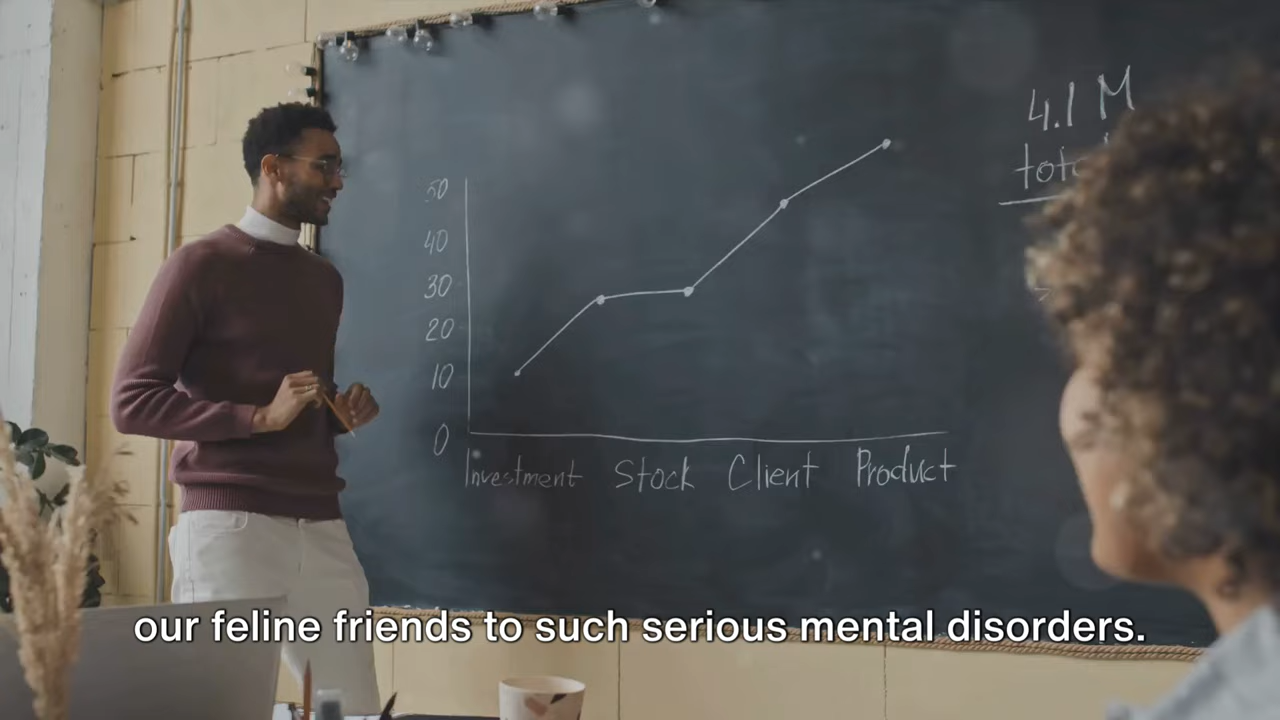 4.1 M
50
40
30
20
10
0
Investment Stock Client Product
our feline friends to such serious mental disorders.